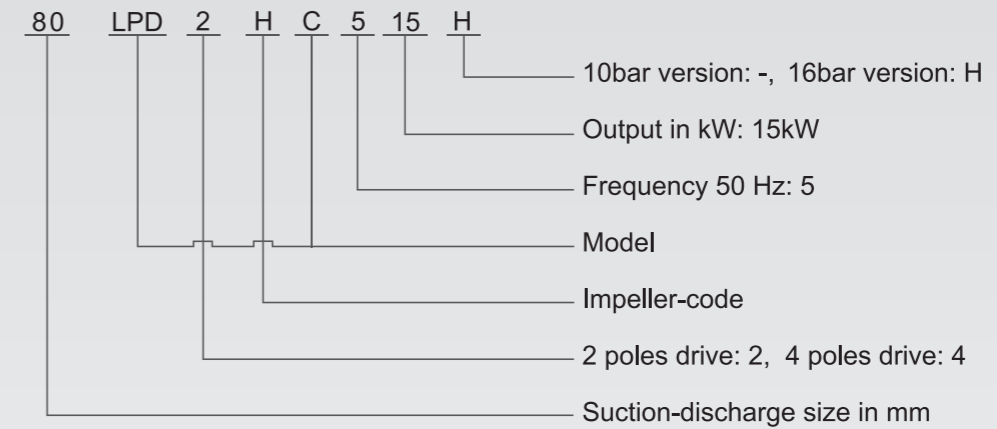 80 LPD 2 H C 5 15 H
10bar version: -, 16bar version: H
Output in kW: 15kW
Frequency 50 Hz: 5
Model
Impeller-code
2 poles drive: 2, 4 poles drive: 4
Suction-discharge size in mm